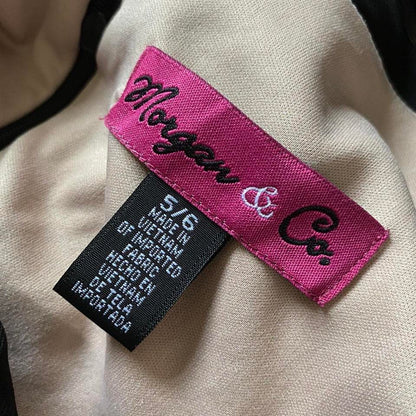 Morgan & Co.
5/6
MADE IN
VIETNAM
OF IMPORTED
FABRIC
HECHO EN
VIETNAM
DE TELA
IMPORTADA